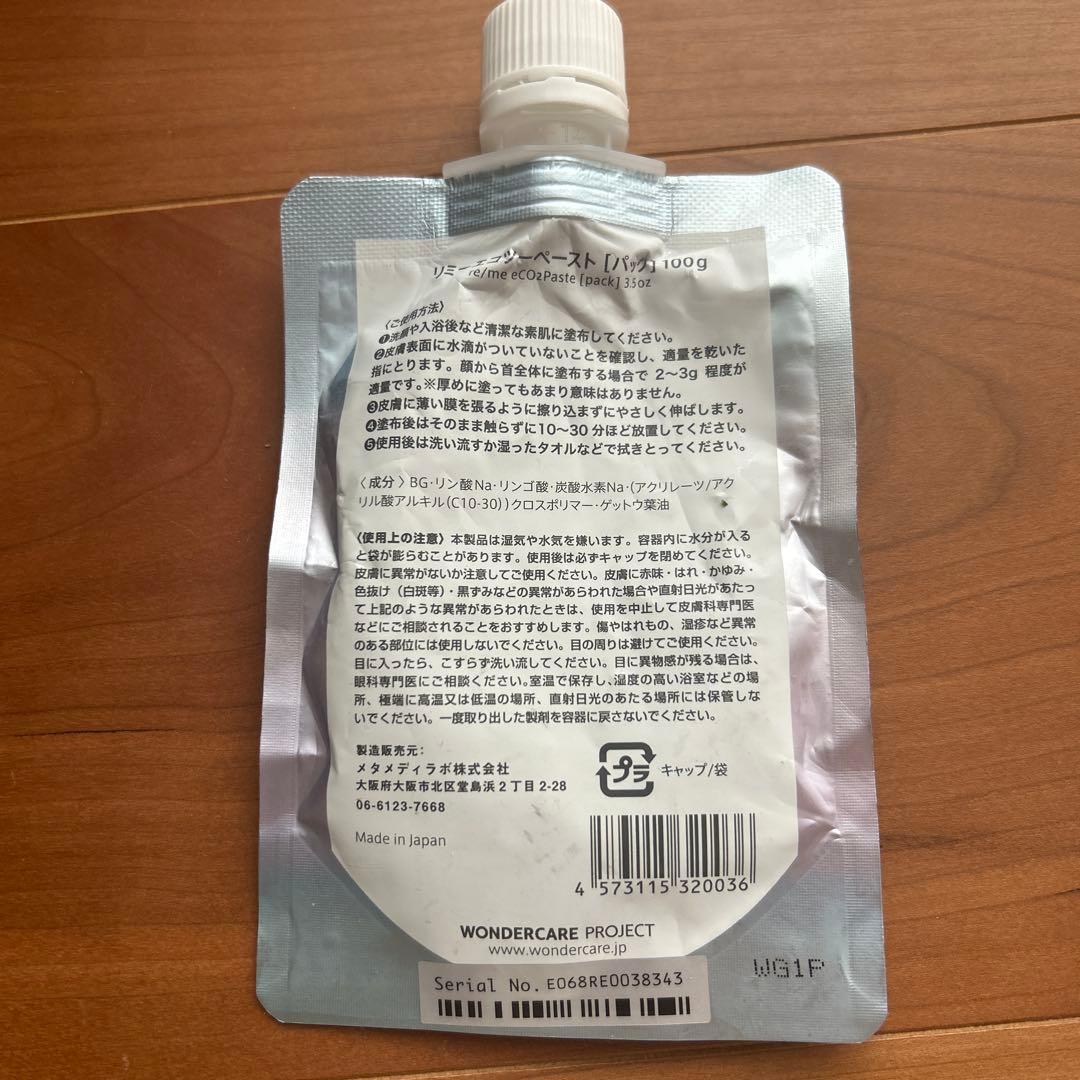 リミーエコツーペースト [パック] 100g
re/me eCO2Paste [pack] 3.5oz
〈ご使用方法〉
❶洗顔や入浴後など清潔な素肌に塗布してください。
❷皮膚表面に水滴がついていないことを確認し、適量を乾いた
指にとります。顔から首全体に塗布する場合で 2〜3g 程度が
適量です。※厚めに塗ってもあまり意味はありません。
❸皮膚に薄い膜を張るように擦り込まずにやさしく伸ばします。
❹塗布後はそのまま触らずに10〜30 分ほど放置してください。
❺使用後は洗い流すか湿ったタオルなどで拭きとってください。
〈 成分 〉BG・リン酸Na・リンゴ酸・炭酸水素Na・(アクリレーツ/アク
リル酸アルキル(C10-30))クロスポリマー・ゲットウ葉油
〈使用上の注意〉本製品は湿気や水気を嫌います。容器内に水分が入る
と袋が膨らむことがあります。使用後は必ずキャップを閉めてください。
皮膚に異常がないか注意してご使用ください。皮膚に赤味・はれ・かゆみ・
色抜け（白斑等）・黒ずみなどの異常があらわれた場合や直射日光があたっ
て上記のような異常があらわれたときは、使用を中止して皮膚科専門医
などにご相談されることをおすすめします。傷やはれもの、湿疹など異常
のある部位には使用しないでください。目の周りは避けてご使用ください。
目に入ったら、こすらず洗い流してください。目に異物感が残る場合は、
眼科専門医にご相談ください。室温で保存し、湿度の高い浴室などの場
所、極端に高温又は低温の場所、直射日光のあたる場所には保管しな
いでください。一度取り出した製剤を容器に戻さないでください。
製造販売元：
メタメディラボ株式会社
大阪府大阪市北区堂島浜２丁目2-28
06-6123-7668
プラ キャップ/袋
Made in Japan
4 573115 320036
WONDERCARE PROJECT
www.wondercare.jp
WG1P
Serial No. E068RE0038343